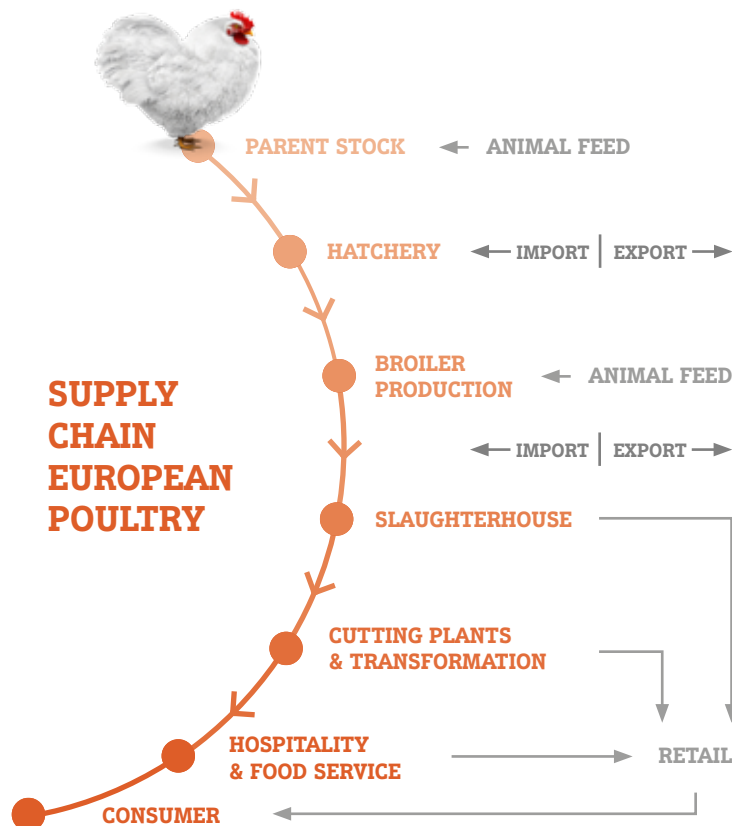 PARENT STOCK
ANIMAL FEED
HATCHERY
IMPORT | EXPORT
BROILER
PRODUCTION
ANIMAL FEED
SUPPLY
CHAIN
EUROPEAN
POULTRY
IMPORT | EXPORT
SLAUGHTERHOUSE
CUTTING PLANTS
& TRANSFORMATION
HOSPITALITY
& FOOD SERVICE
RETAIL
CONSUMER